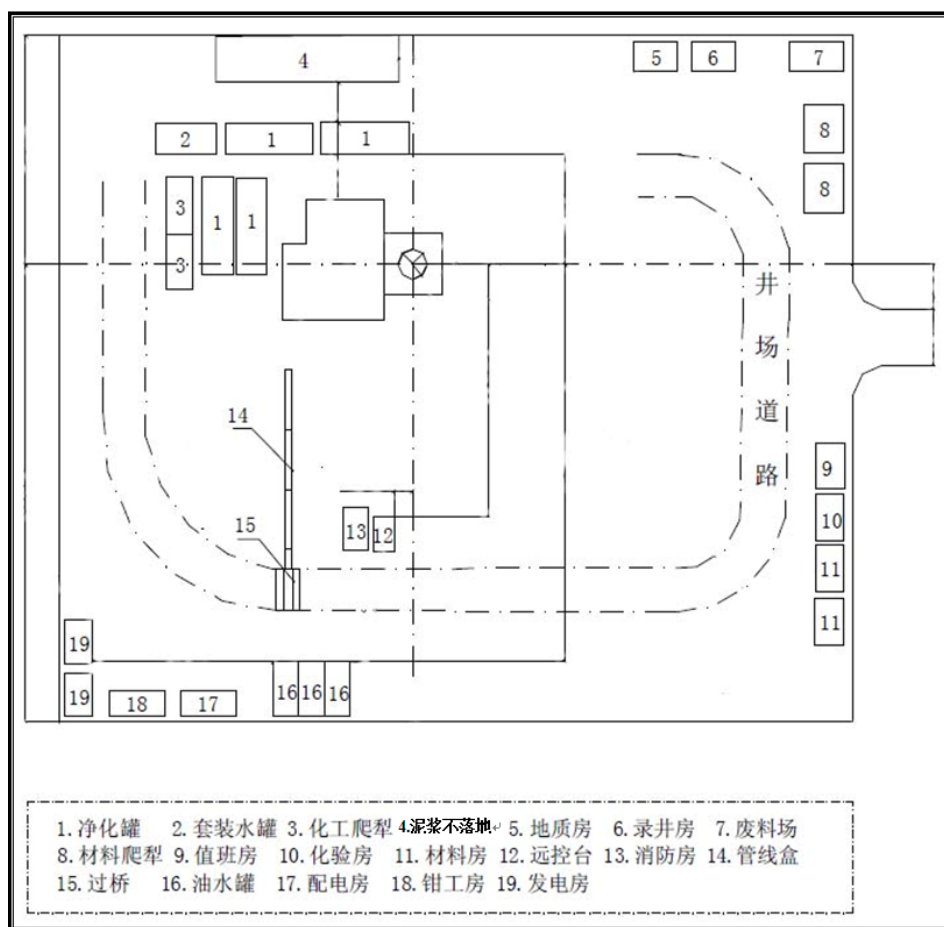 4
5 6 7
2 1 1
8
8
3 1 1
3
井
场
道
路
14
9
15 13 12 10
11
11
19
19 18 17 16 16 16
1.净化罐 2.套装水罐 3.化工爬犁 4.泥浆不落地 5.地质房 6.录井房 7.废料场
8.材料爬犁 9.值班房 10.化验房 11.材料房 12.远控台 13.消防房 14.管线盒
15.过桥 16.油水罐 17.配电房 18.钳工房 19.发电房